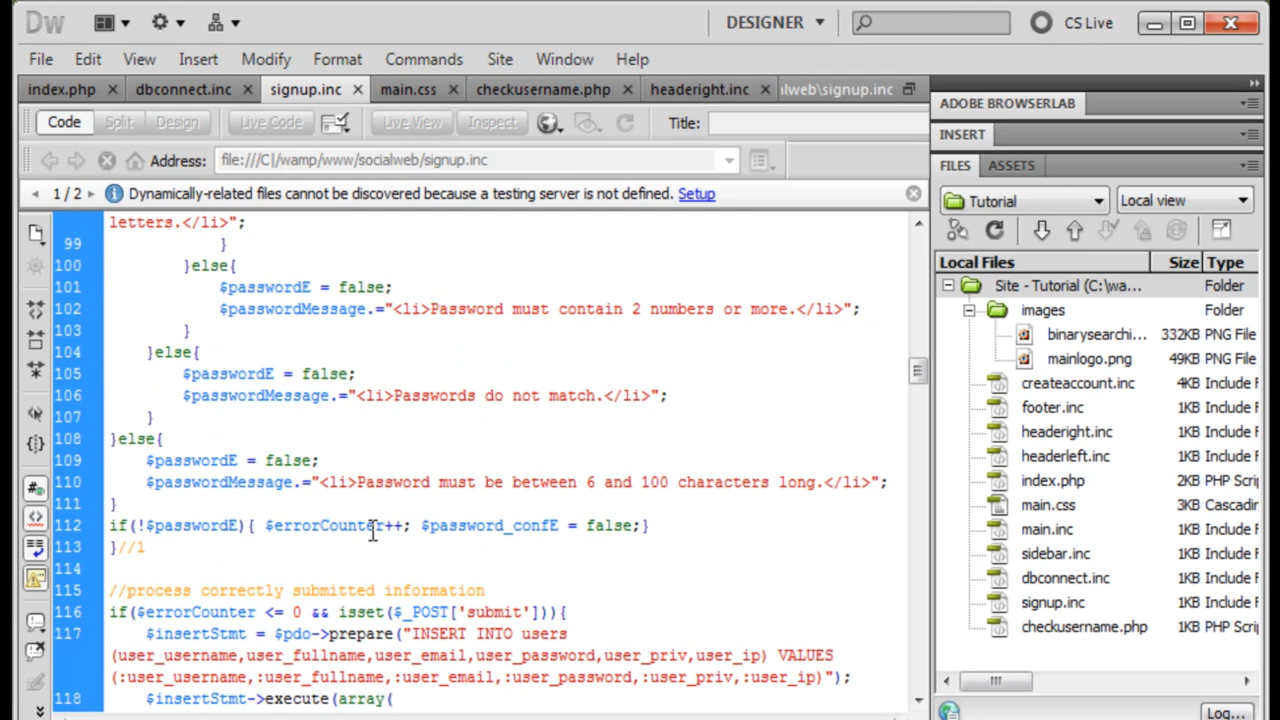 Dw DESIGNER CS Live
File Edit View Insert Format Commands Site Window Help
index.php dbconnect.inc signup.inc main.css checkusername.php headeright.inc lweb\signup.inc
Code Split Design Live Code Live View Inspect Title:
Address: file:///C|/wamp/www/socialweb/signup.inc
1 / 2 Dynamically-related files cannot be discovered because a testing server is not defined. Setup
letters.</li>";
99 }
100 }else{
101 $passwordE = false;
102 $passwordMessage.="<li>Password must contain 2 numbers or more.</li>";
103 }
104 }else{
105 $passwordE = false;
106 $passwordMessage.="<li>Passwords do not match.</li>";
107 }
108 }else{
109 $passwordE = false;
110 $passwordMessage.="<li>Password must be between 6 and 100 characters long.</li>";
111 }
112 if(!$passwordE){ $errorCounter++; $password_confE = false;}
113 }//1
114
115 //process correctly submitted information
116 if($errorCounter <= 0 && isset($_POST['submit'])){
117 $insertStmt = $pdo->prepare("INSERT INTO users
(user_username,user_fullname,user_email,user_password,user_priv,user_ip) VALUES
(:user_username,:user_fullname,:user_email,:user_password,:user_priv,:user_ip)");
118 $insertStmt->execute(array(
ADOBE BROWSERLAB
INSERT
FILES ASSETS
Tutorial Local view
Local Files Size Type
Site - Tutorial (C:\wa... Folder
images Folder
binarysearchi... 332KB PNG File
mainlogo.png 49KB PNG File
createaccount.inc 4KB Include F
footer.inc 1KB Include F
headeright.inc 1KB Include F
headerleft.inc 1KB Include F
index.php 2KB PHP Scrip
main.css 3KB Cascadin
main.inc 1KB Include F
sidebar.inc 1KB Include F
dbconnect.inc 1KB Include F
signup.inc 1KB Include F
checkusername.php 1KB PHP Scrip
Log...